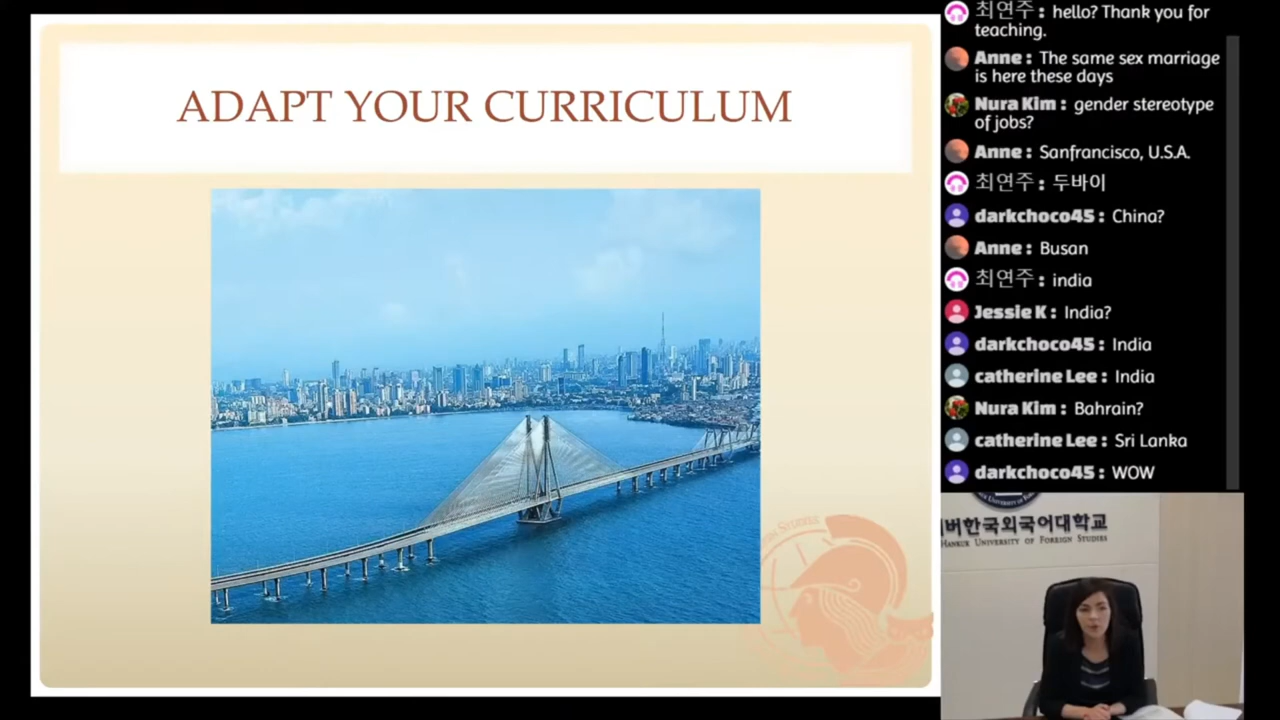 ADAPT YOUR CURRICULUM
최연주 : hello? Thank you for
teaching.
Anne : The same sex marriage
is here these days
Nura Kim : gender stereotype
of jobs?
Anne : Sanfrancisco, U.S.A.
최연주 : 두바이
darkchoco45 : China?
Anne : Busan
최연주 : india
Jessie K : India?
darkchoco45 : India
catherine Lee : India
Nura Kim : Bahrain?
catherine Lee : Sri Lanka
darkchoco45 : WOW
버한국외국어대학교
HANKUK UNIVERSITY OF FOREIGN STUDIES